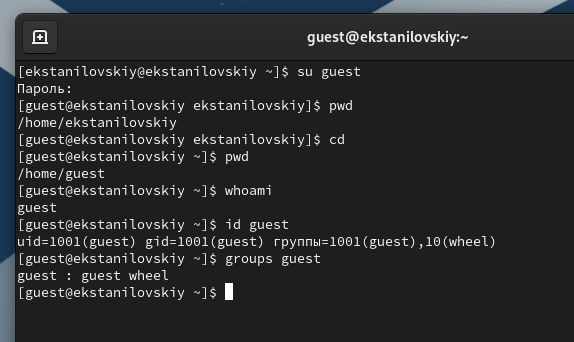 guest@ekstanilovskiy:~
[ekstanilovskiy@ekstanilovskiy ~]$ su guest
Пароль:
[guest@ekstanilovskiy ekstanilovskiy]$ pwd
/home/ekstanilovskiy
[guest@ekstanilovskiy ekstanilovskiy]$ cd
[guest@ekstanilovskiy ~]$ pwd
/home/guest
[guest@ekstanilovskiy ~]$ whoami
guest
[guest@ekstanilovskiy ~]$ id guest
uid=1001(guest) gid=1001(guest) группы=1001(guest),10(wheel)
[guest@ekstanilovskiy ~]$ groups guest
guest : guest wheel
[guest@ekstanilovskiy ~]$